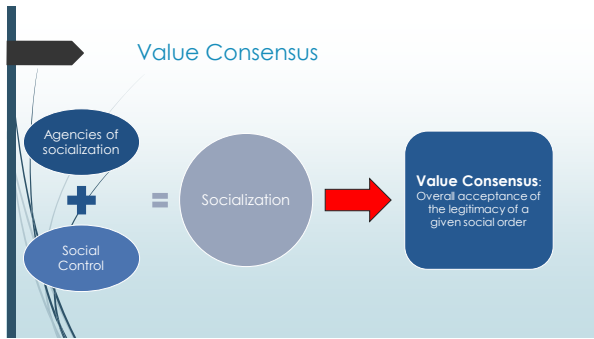 Value Consensus
Agencies of
socialization
Social
Control
Socialization
Value Consensus:
Overall acceptance of
the legitimacy of a
given social order